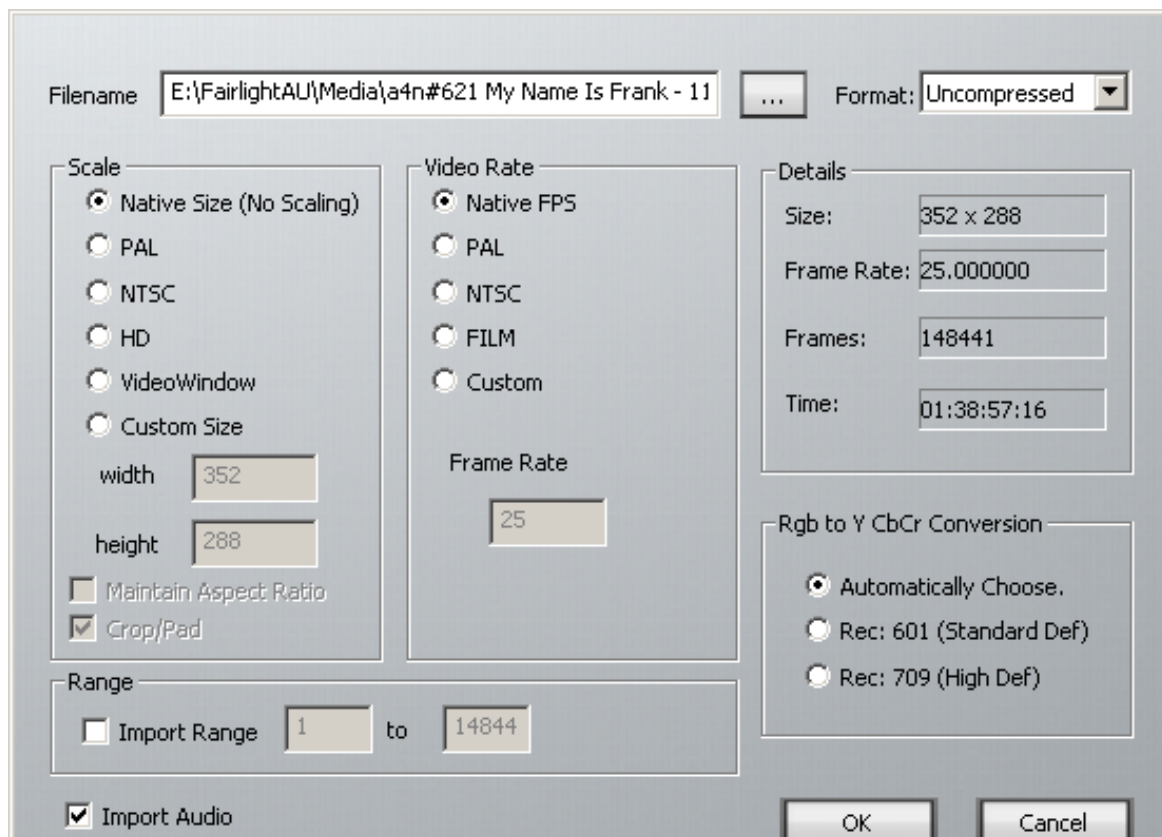 Filename E:\FairlightAU\Media\a4n#621 My Name Is Frank - 11 ... Format: Uncompressed
Scale
Native Size (No Scaling)
PAL
NTSC
HD
VideoWindow
Custom Size
width 352
height 288
Maintain Aspect Ratio
Crop/Pad
Video Rate
Native FPS
PAL
NTSC
FILM
Custom
Frame Rate
25
Details
Size: 352 x 288
Frame Rate: 25.000000
Frames: 148441
Time: 01:38:57:16
Rgb to Y CbCr Conversion
Automatically Choose.
Rec: 601 (Standard Def)
Rec: 709 (High Def)
Range
Import Range 1 to 14844
Import Audio
OK Cancel